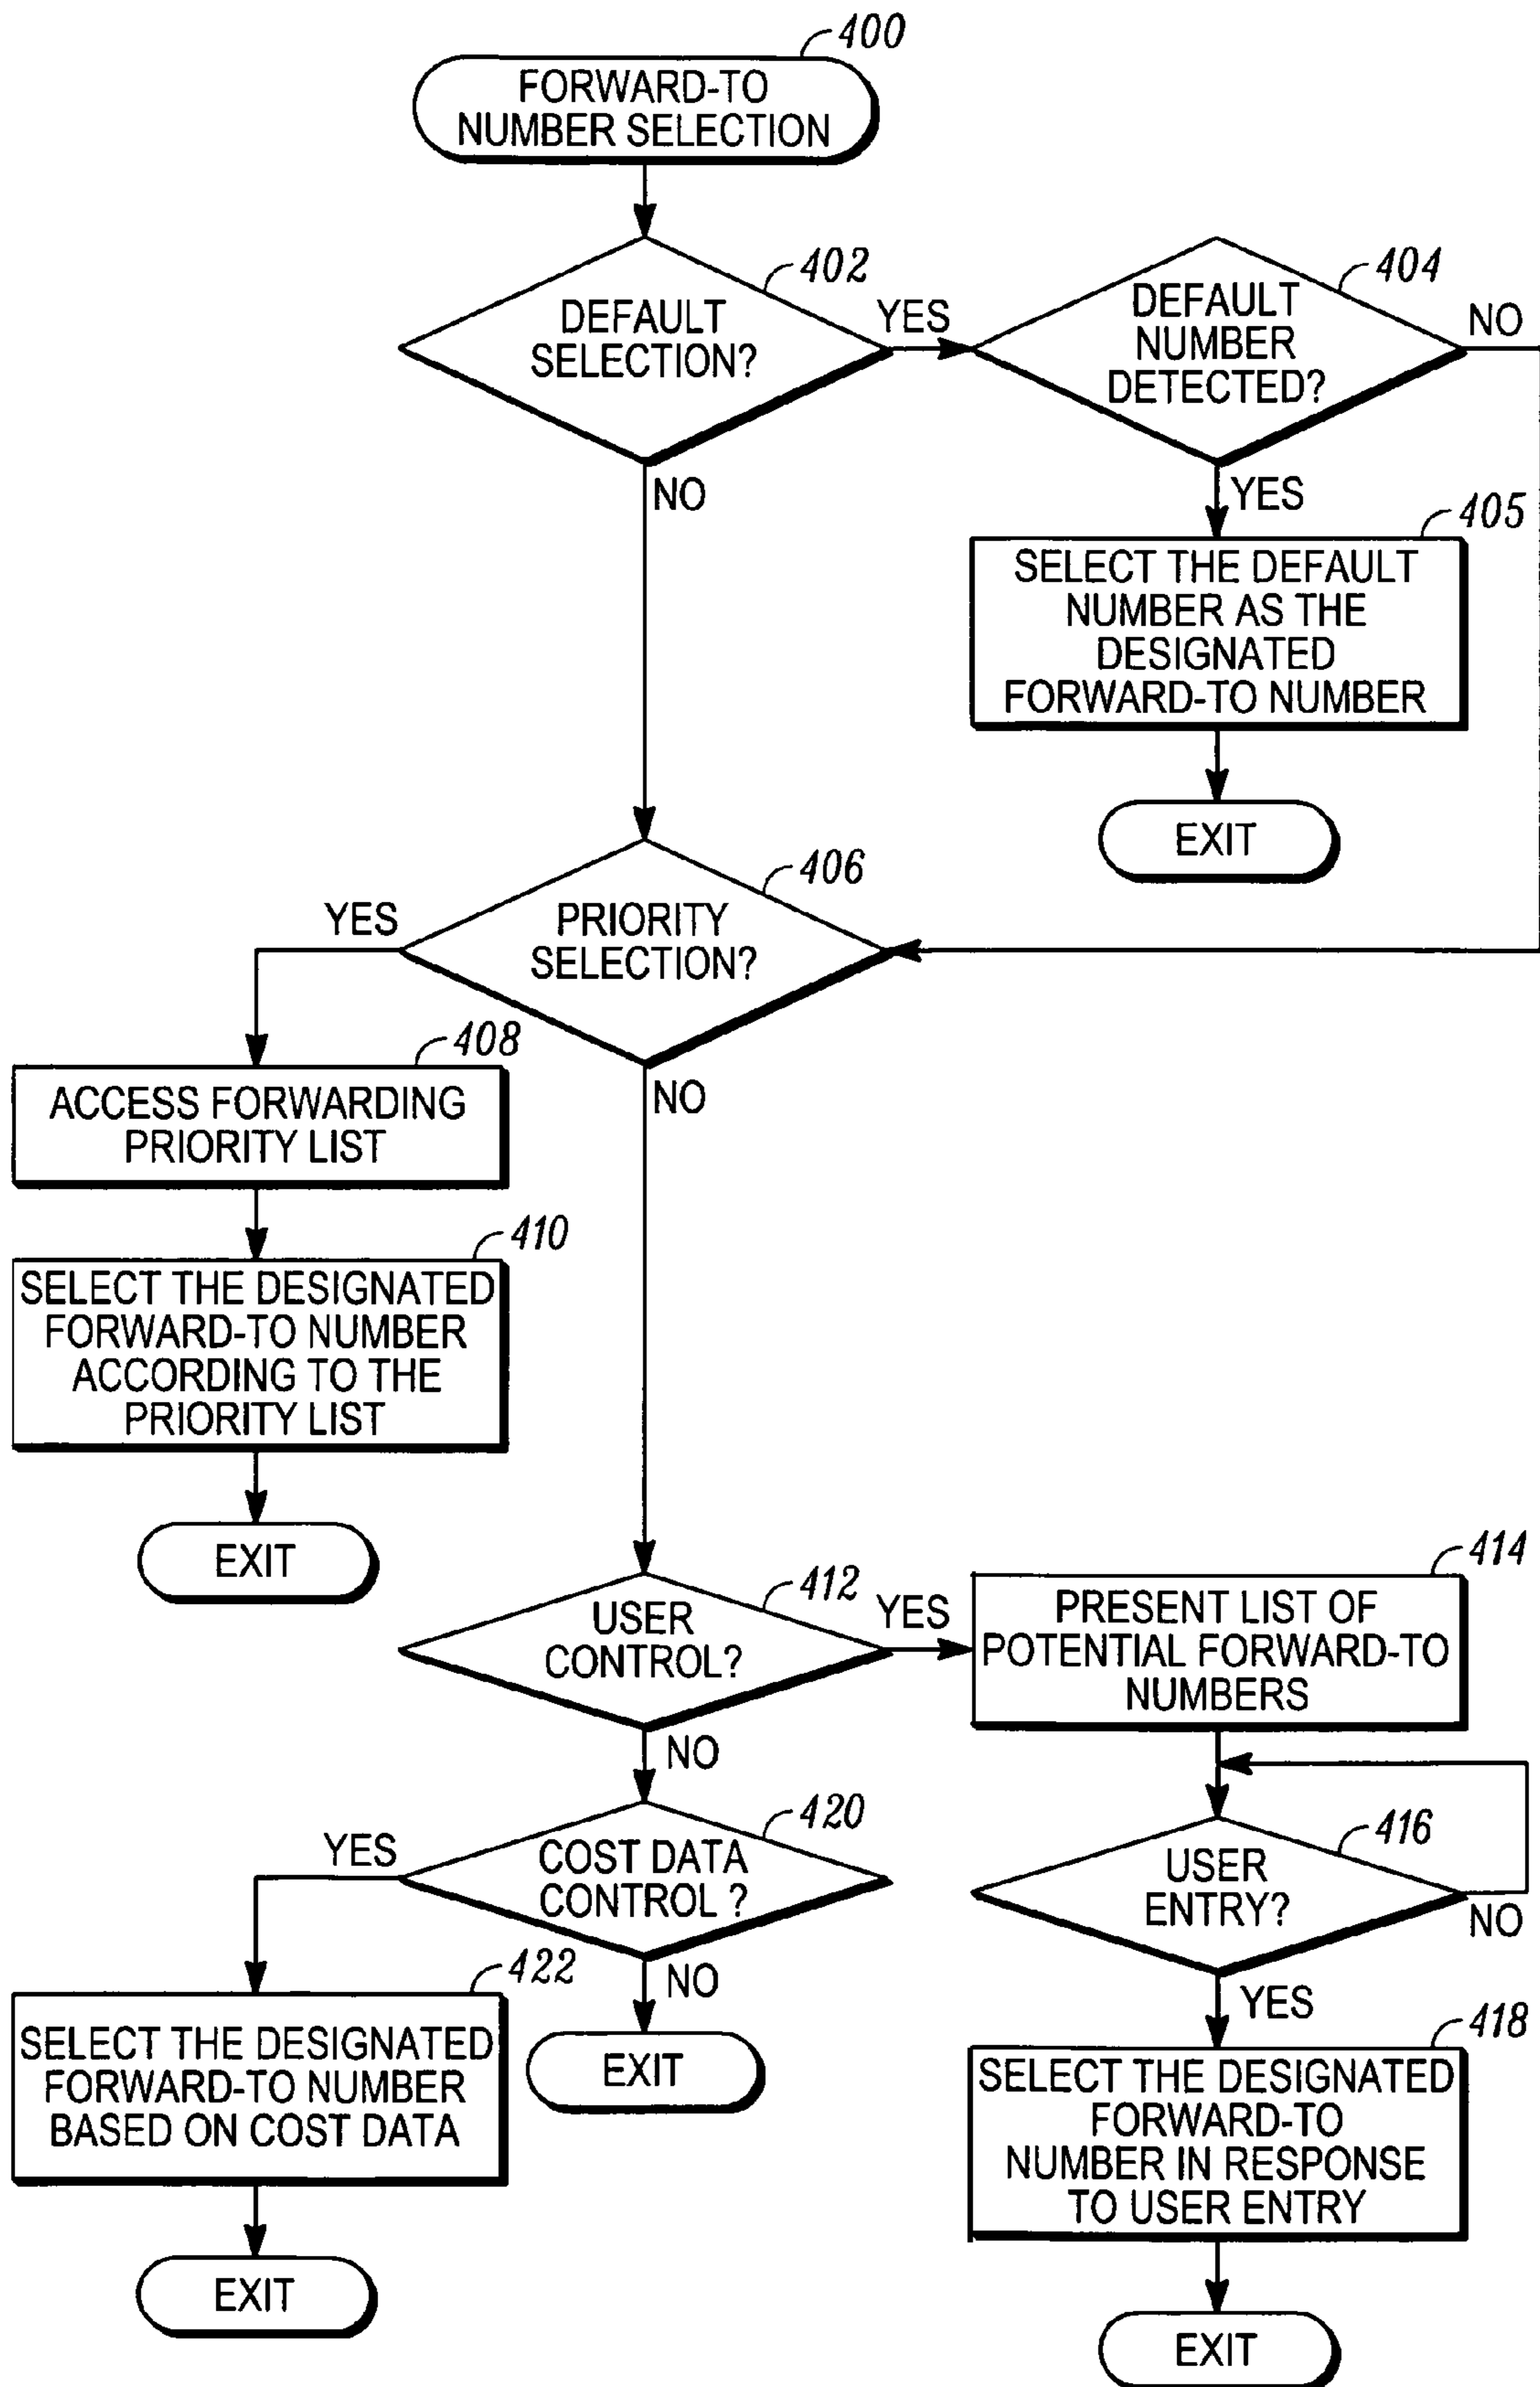 400
FORWARD-TO
NUMBER SELECTION
402
DEFAULT
SELECTION?
YES
NO
404
DEFAULT
NUMBER
DETECTED?
NO
YES
405
SELECT THE DEFAULT
NUMBER AS THE
DESIGNATED
FORWARD-TO NUMBER
EXIT
406
PRIORITY
SELECTION?
YES
NO
408
ACCESS FORWARDING
PRIORITY LIST
410
SELECT THE DESIGNATED
FORWARD-TO NUMBER
ACCORDING TO THE
PRIORITY LIST
EXIT
412
USER
CONTROL?
YES
NO
414
PRESENT LIST OF
POTENTIAL FORWARD-TO
NUMBERS
416
USER
ENTRY?
NO
YES
418
SELECT THE DESIGNATED
FORWARD-TO
NUMBER IN RESPONSE
TO USER ENTRY
EXIT
420
COST DATA
CONTROL ?
YES
NO
EXIT
422
SELECT THE DESIGNATED
FORWARD-TO NUMBER
BASED ON COST DATA
EXIT